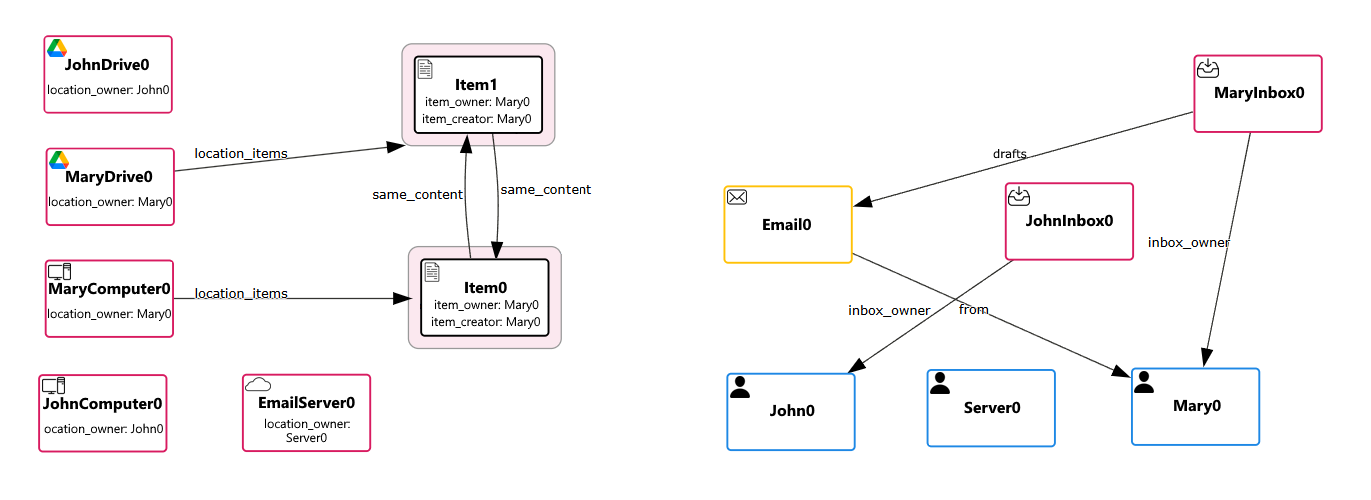 JohnDrive0
location_owner: John0
MaryDrive0
location_owner: Mary0
MaryComputer0
location_owner: Mary0
JohnComputer0
ocation_owner: John0
EmailServer0
location_owner:
Server0
location_items
location_items
Item1
item_owner: Mary0
item_creator: Mary0
same_content
same_content
Item0
item_owner: Mary0
item_creator: Mary0
MaryInbox0
drafts
Email0
JohnInbox0
inbox_owner
inbox_owner
from
John0
Server0
Mary0